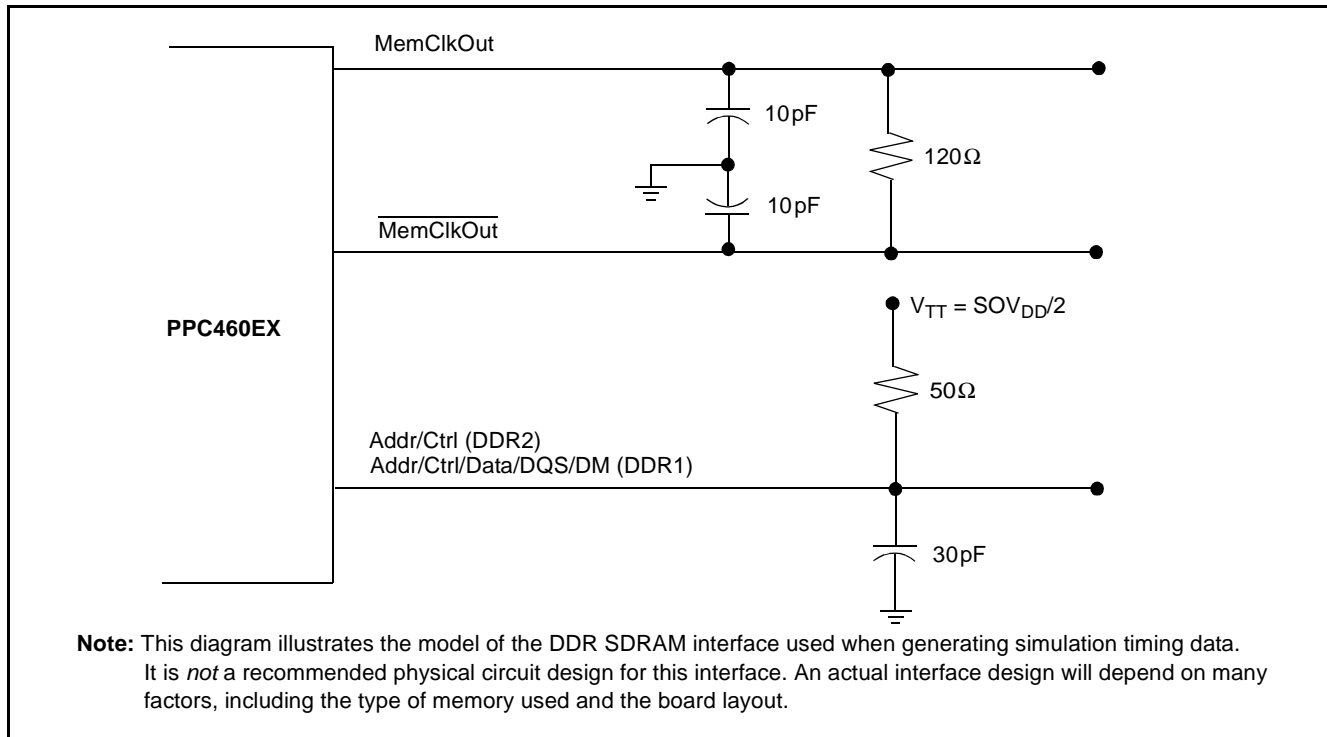 MemClkOut
10pF
120Ω
10pF
MemClkOut
V_TT = SOV_DD/2
PPC460EX
50Ω
Addr/Ctrl (DDR2)
Addr/Ctrl/Data/DQS/DM (DDR1)
30pF
Note: This diagram illustrates the model of the DDR SDRAM interface used when generating simulation timing data.
It is not a recommended physical circuit design for this interface. An actual interface design will depend on many
factors, including the type of memory used and the board layout.